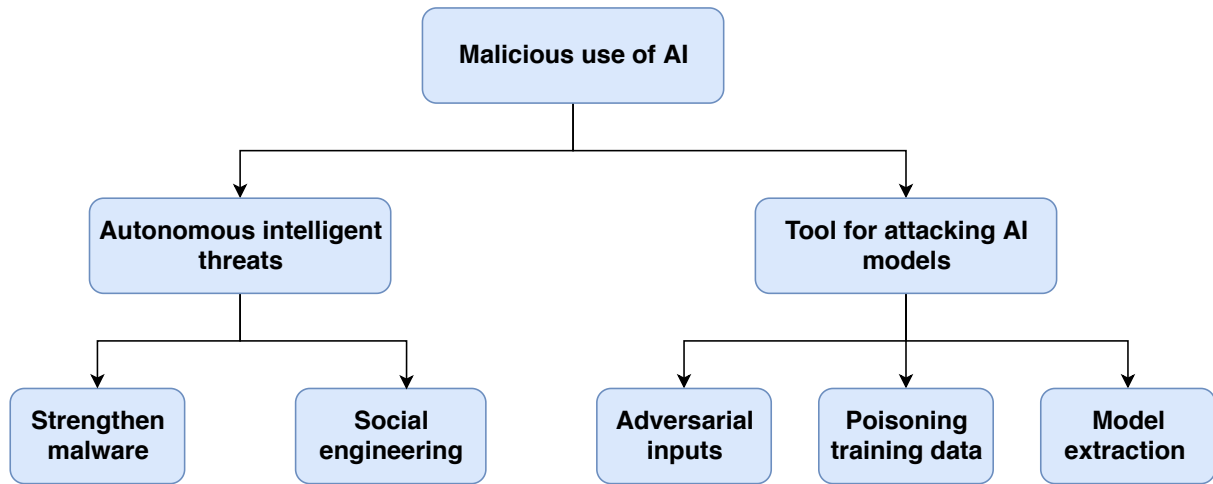 Malicious use of AI
Autonomous intelligent
threats
Tool for attacking AI
models
Strengthen
malware
Social
engineering
Adversarial
inputs
Poisoning
training data
Model
extraction